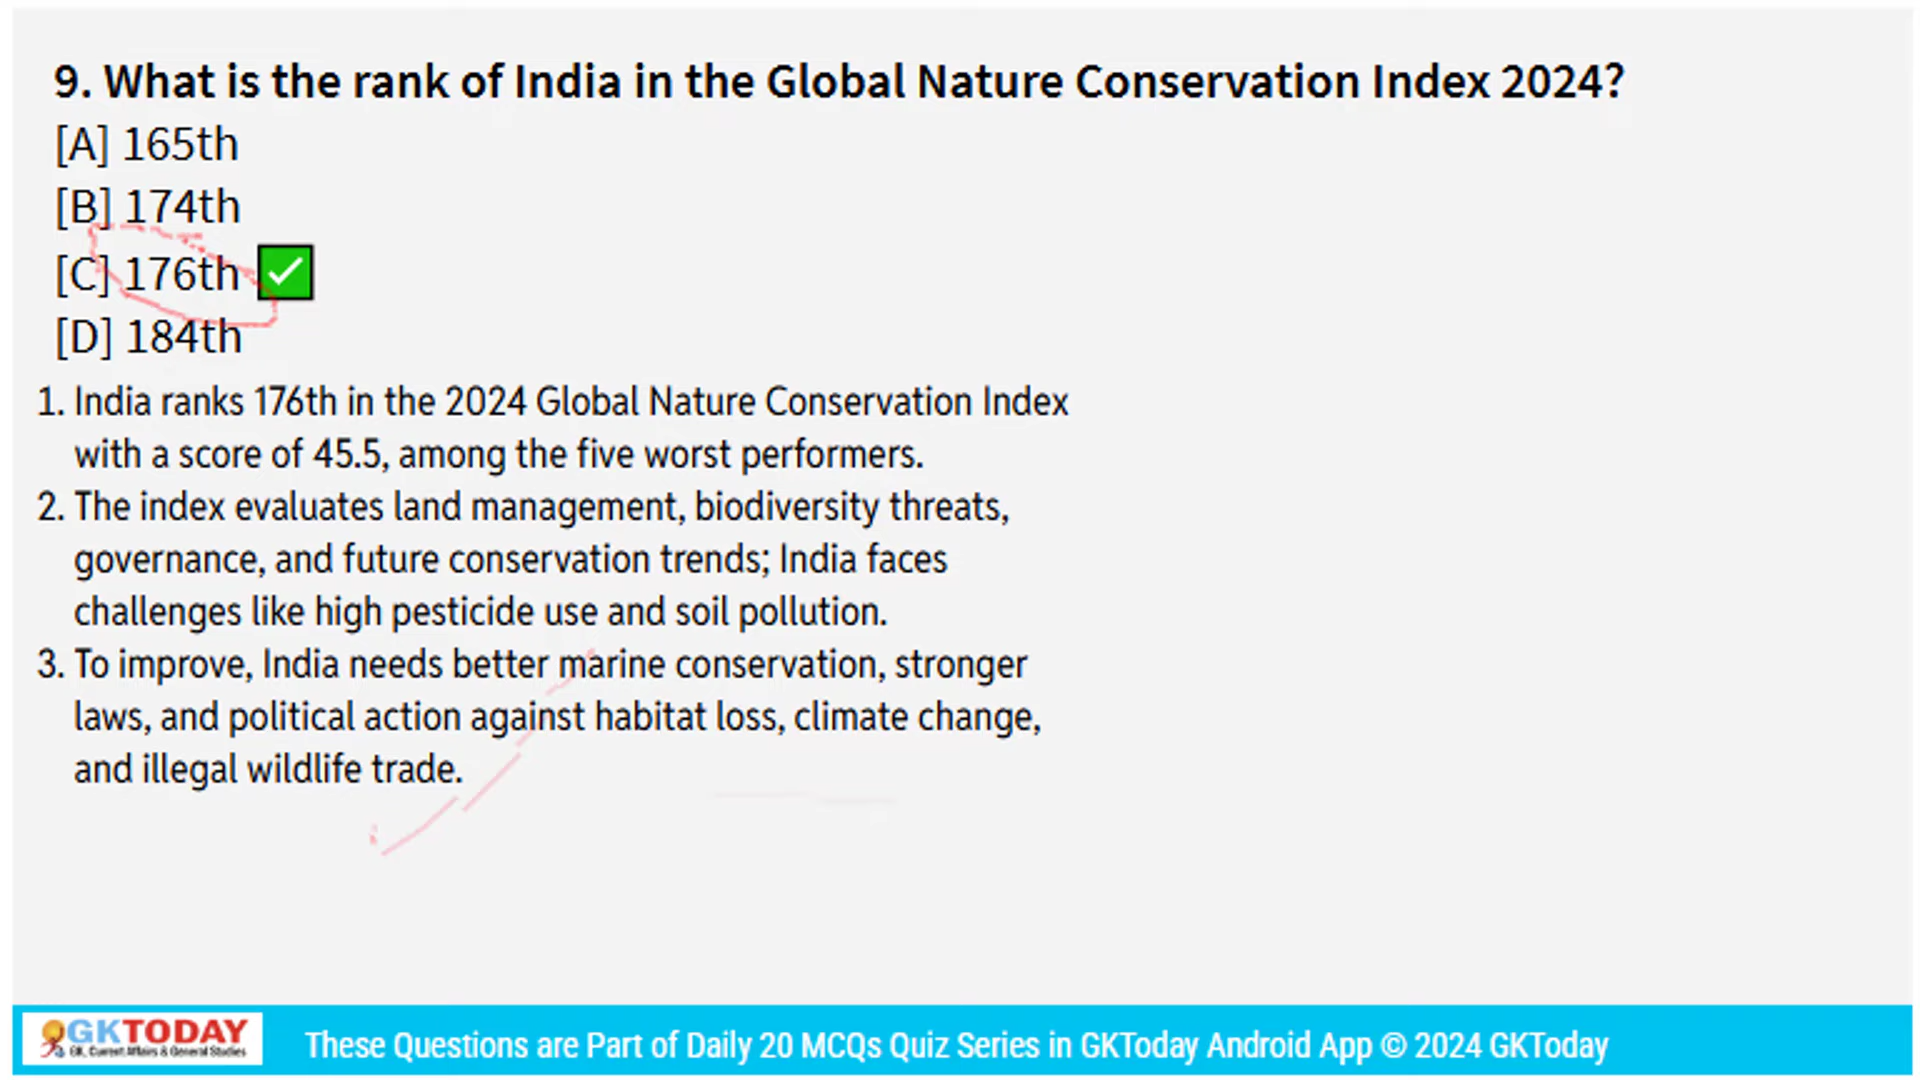 9. What is the rank of India in the Global Nature Conservation Index 2024?
[A] 165th
[B] 174th
[C] 176th
[D] 184th
1. India ranks 176th in the 2024 Global Nature Conservation Index
with a score of 45.5, among the five worst performers.
2. The index evaluates land management, biodiversity threats,
governance, and future conservation trends; India faces
challenges like high pesticide use and soil pollution.
3. To improve, India needs better marine conservation, stronger
laws, and political action against habitat loss, climate change,
and illegal wildlife trade.
GKTODAY
GK, Current Affairs & General Studies
These Questions are Part of Daily 20 MCQs Quiz Series in GKToday Android App © 2024 GKToday